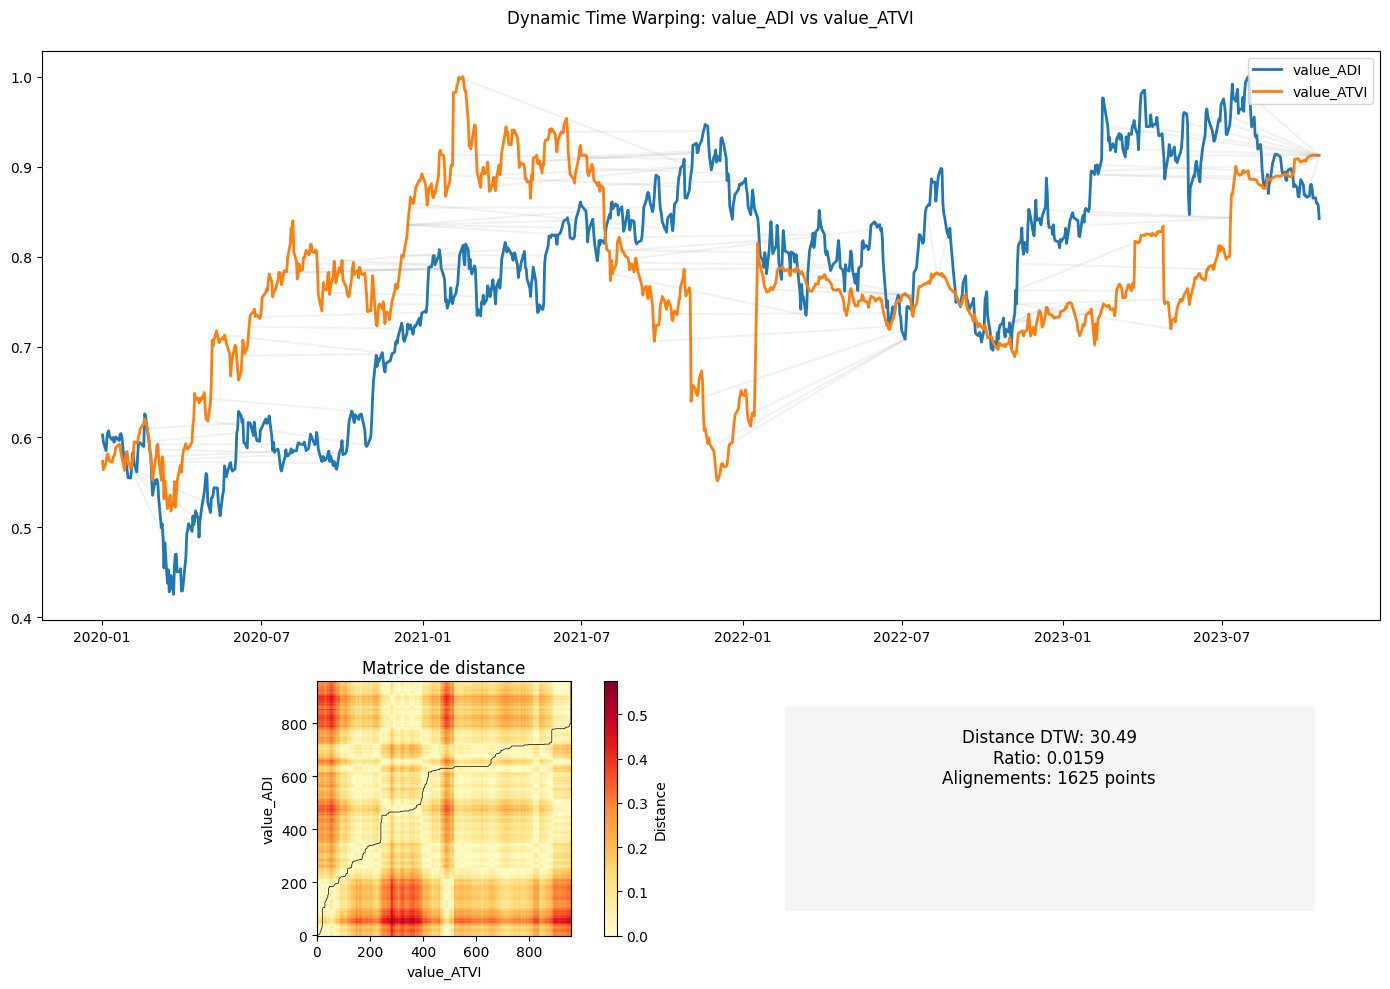 Dynamic Time Warping: value_ADI vs value_ATVI
value_ADI
value_ATVI
1.0
0.9
0.8
0.7
0.6
0.5
0.4
2020-01 2020-07 2021-01 2021-07 2022-01 2022-07 2023-01 2023-07
Matrice de distance
value_ADI
800
600
400
200
0
0 200 400 600 800
value_ATVI
0.5
0.4
0.3
0.2
0.1
0.0
Distance
Distance DTW: 30.49
Ratio: 0.0159
Alignements: 1625 points